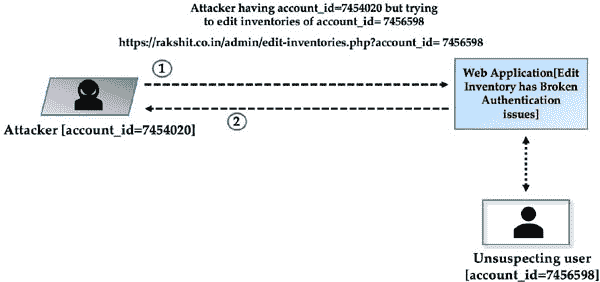 Attacker having account_id=7454020 but trying
to edit inventories of account_id= 7456598
https://rakshit.co.in/admin/edit-inventories.php?account_id= 7456598
1
Web Application[Edit
Inventory has Broken
Authentication
issues]
2
Attacker [account_id=7454020]
Unsuspecting user
[account_id=7456598]